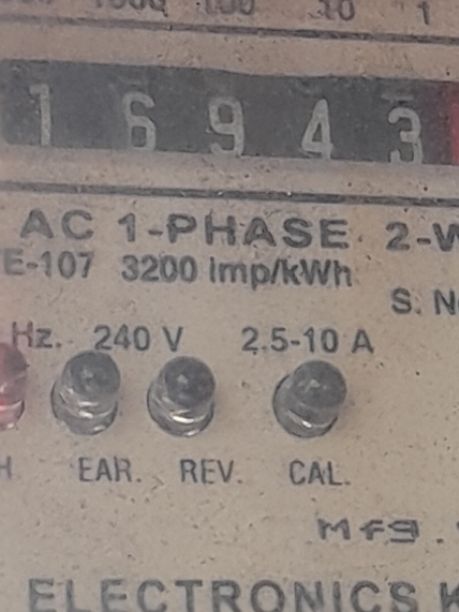 1000 100 10 1
1 6 9 4 3
AC 1-PHASE 2-W
E-107 3200 Imp/kWh
S. N
Hz. 240 V 2.5-10 A
H EAR. REV. CAL.
Mfg.
ELECTRONICS K